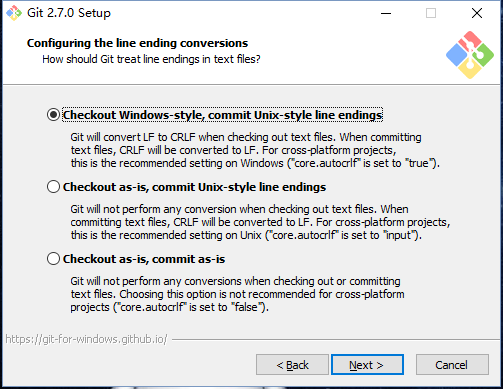 Git 2.7.0 Setup
Configuring the line ending conversions
How should Git treat line endings in text files?
Checkout Windows-style, commit Unix-style line endings
Git will convert LF to CRLF when checking out text files. When committing
text files, CRLF will be converted to LF. For cross-platform projects,
this is the recommended setting on Windows ("core.autocrlf" is set to "true").
Checkout as-is, commit Unix-style line endings
Git will not perform any conversion when checking out text files. When
committing text files, CRLF will be converted to LF. For cross-platform projects,
this is the recommended setting on Unix ("core.autocrlf" is set to "input").
Checkout as-is, commit as-is
Git will not perform any conversions when checking out or committing
text files. Choosing this option is not recommended for cross-platform
projects ("core.autocrlf" is set to "false").
https://git-for-windows.github.io/
< Back
Next >
Cancel